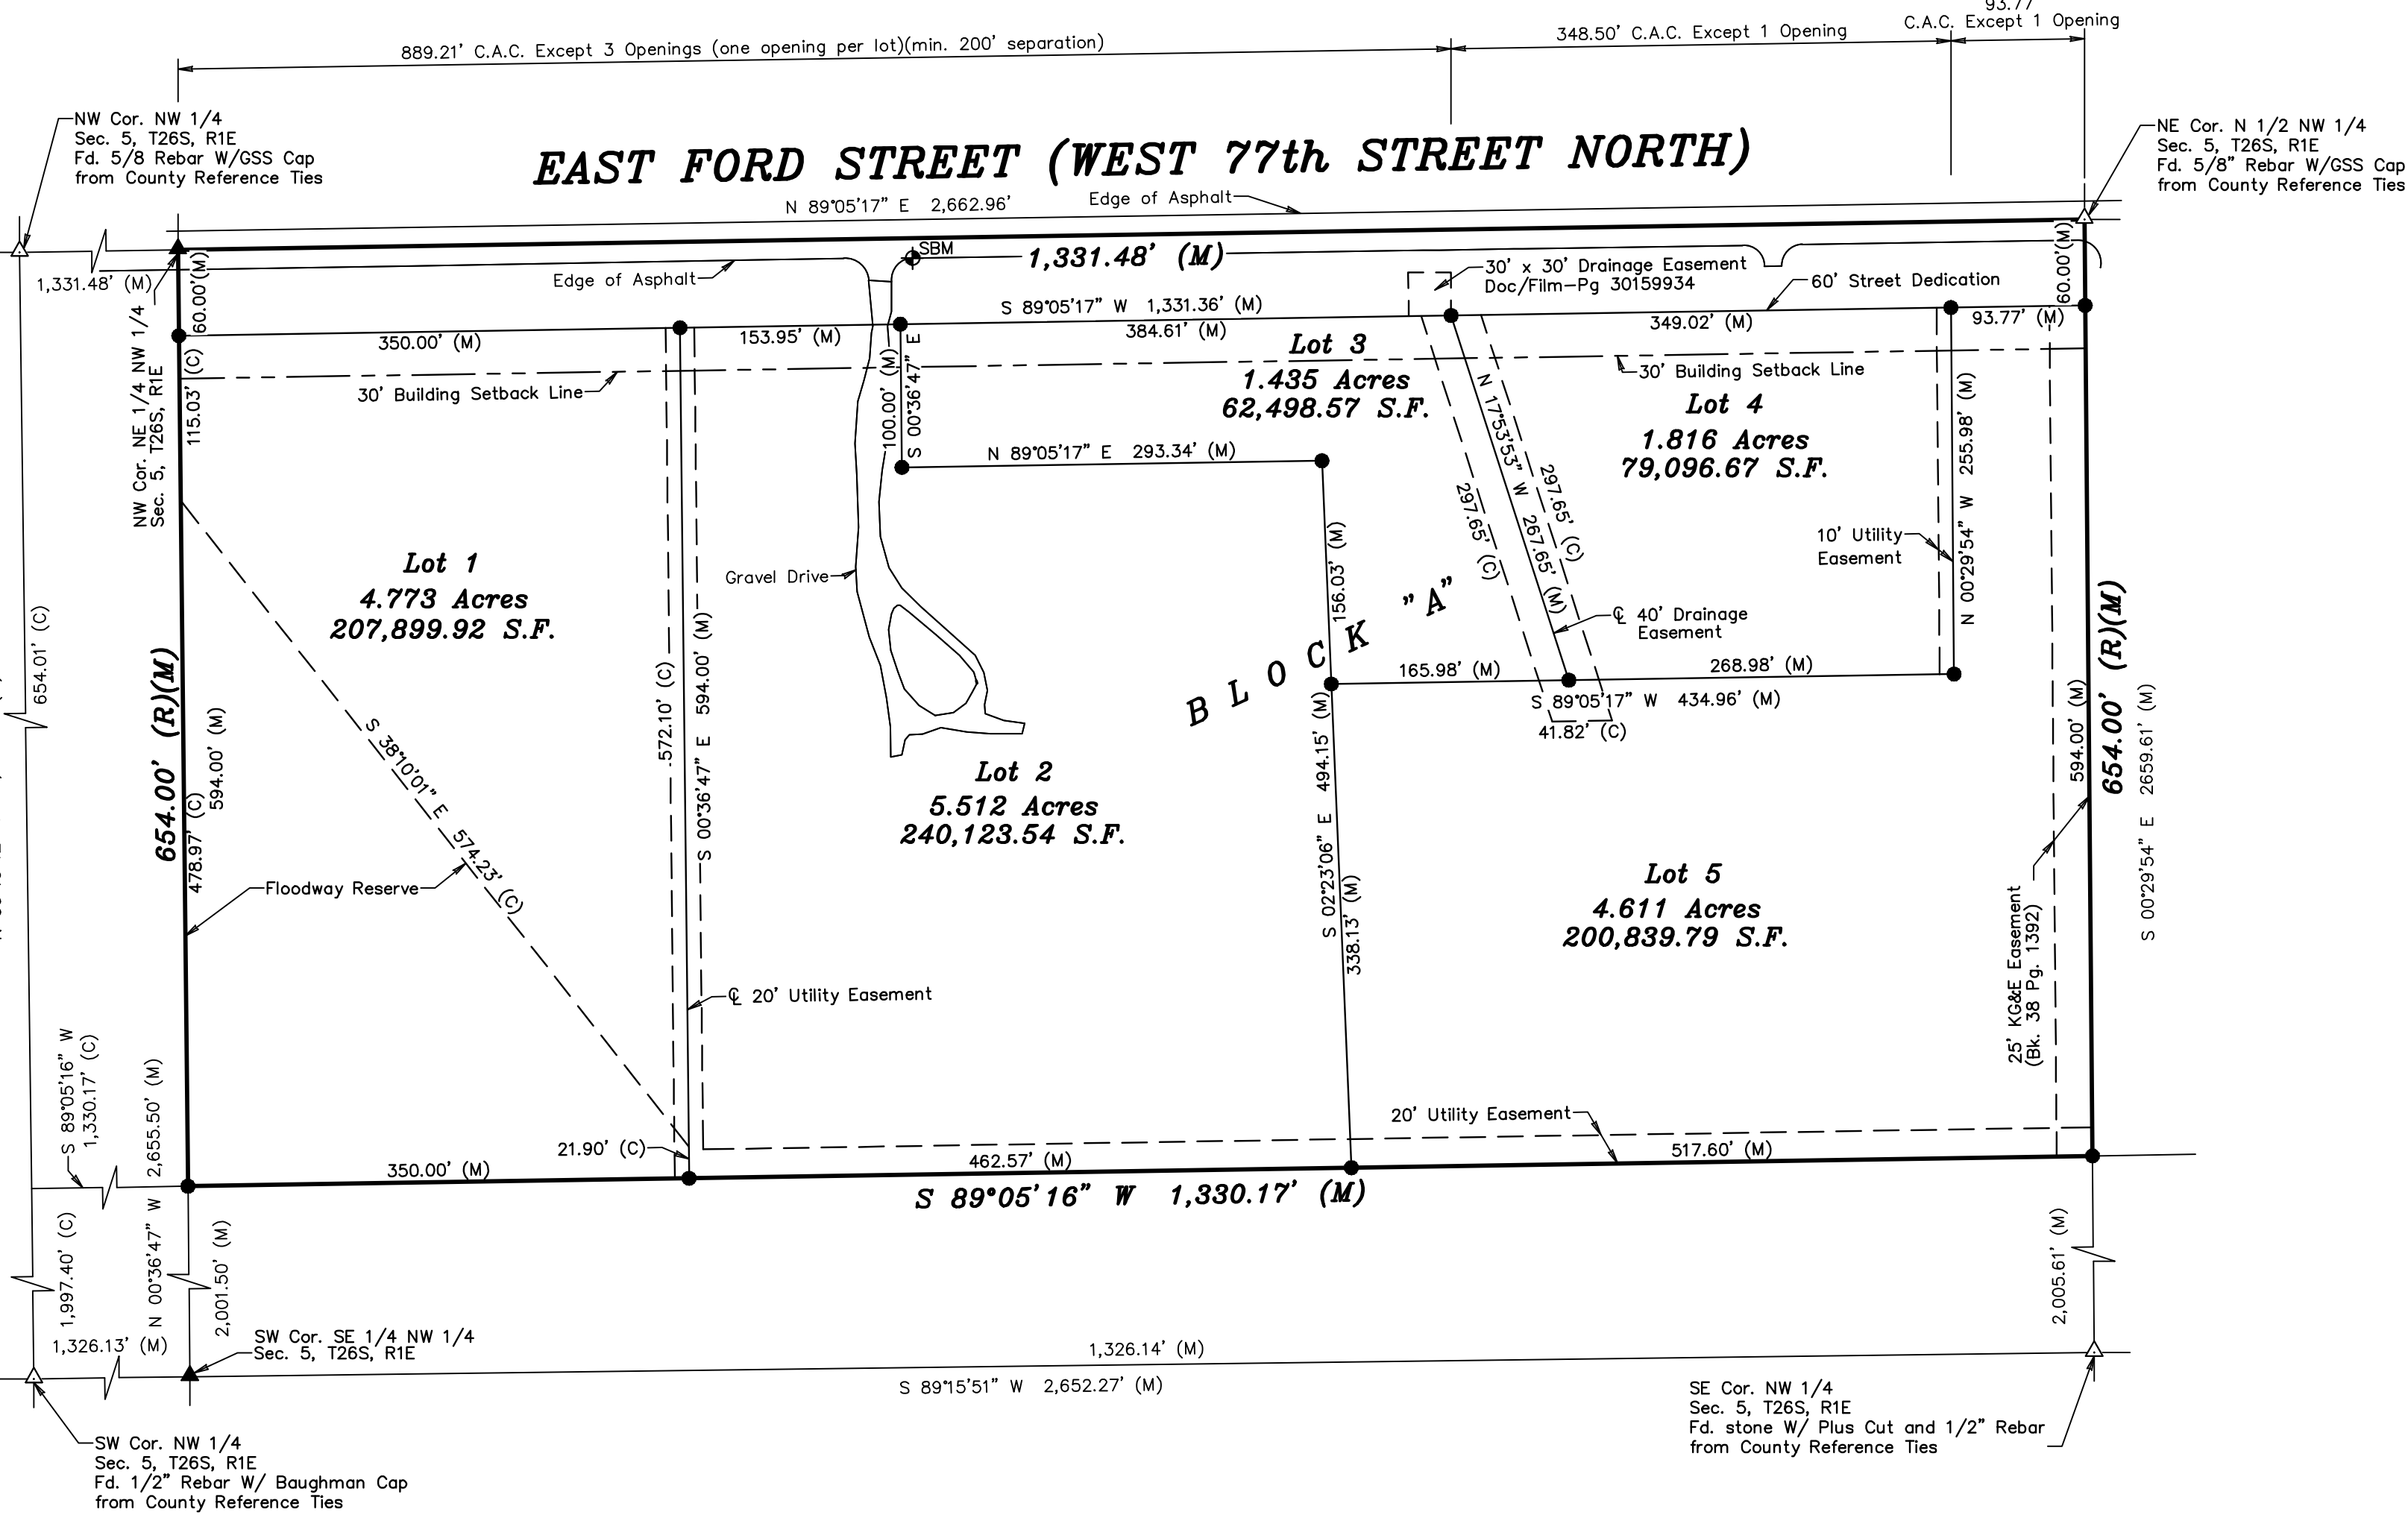 93.77
889.21' C.A.C. Except 3 Openings (one opening per lot)(min. 200' separation)
348.50' C.A.C. Except 1 Opening
C.A.C. Except 1 Opening
NW Cor. NW 1/4
Sec. 5, T26S, R1E
Fd. 5/8 Rebar W/GSS Cap
from County Reference Ties
EAST FORD STREET (WEST 77th STREET NORTH)
NE Cor. N 1/2 NW 1/4
Sec. 5, T26S, R1E
Fd. 5/8" Rebar W/GSS Cap
from County Reference Ties
N 89°05'17" E 2,662.96'
Edge of Asphalt
1,331.48' (M)
60.00'(M)
Edge of Asphalt
SBM
1,331.48' (M)
30' x 30' Drainage Easement
Doc/Film-Pg 30159934
60' Street Dedication
60.00'(M)
S 89°05'17" W 1,331.36' (M)
350.00' (M)
153.95' (M)
384.61' (M)
349.02' (M)
93.77' (M)
NW Cor. NE 1/4 NW 1/4
Sec. 5, T26S, R1E
115.03' (C)
30' Building Setback Line
100.00' (M)
S 00°36'47" E
Lot 3
1.435 Acres
62,498.57 S.F.
30' Building Setback Line
Lot 4
1.816 Acres
79,096.67 S.F.
N 89°05'17" E 293.34' (M)
N 17°53'53" W 267.65' (M)
297.65' (C)
297.65' (C)
N 00°29'54" W 255.98' (M)
10' Utility
Easement
Lot 1
4.773 Acres
207,899.92 S.F.
Gravel Drive
156.03' (M)
BLOCK "A"
℄ 40' Drainage
Easement
654.01' (C)
654.00' (R)(M)
594.00' (M)
478.97' (C)
S 38°10'01" E 574.23' (C)
572.10' (C)
S 00°36'47" E 594.00' (M)
165.98' (M)
268.98' (M)
S 89°05'17" W 434.96' (M)
41.82' (C)
594.00' (M)
654.00' (R)(M)
S 00°29'54" E 2659.61' (M)
Lot 2
5.512 Acres
240,123.54 S.F.
S 02°23'06" E 494.15' (M)
338.13' (M)
Floodway Reserve
Lot 5
4.611 Acres
200,839.79 S.F.
25' KG&E Easement
(Bk. 38 Pg. 1392)
℄ 20' Utility Easement
20' Utility Easement
S 89°05'16" W
1,330.17' (C)
21.90' (C)
350.00' (M)
462.57' (M)
517.60' (M)
S 89°05'16" W 1,330.17' (M)
1,997.40' (C)
N 00°36'47" W 2,655.50' (M)
2,001.50' (M)
2,005.61' (M)
1,326.13' (M)
SW Cor. SE 1/4 NW 1/4
Sec. 5, T26S, R1E
1,326.14' (M)
S 89°15'51" W 2,652.27' (M)
SE Cor. NW 1/4
Sec. 5, T26S, R1E
Fd. stone W/ Plus Cut and 1/2" Rebar
from County Reference Ties
SW Cor. NW 1/4
Sec. 5, T26S, R1E
Fd. 1/2" Rebar W/ Baughman Cap
from County Reference Ties